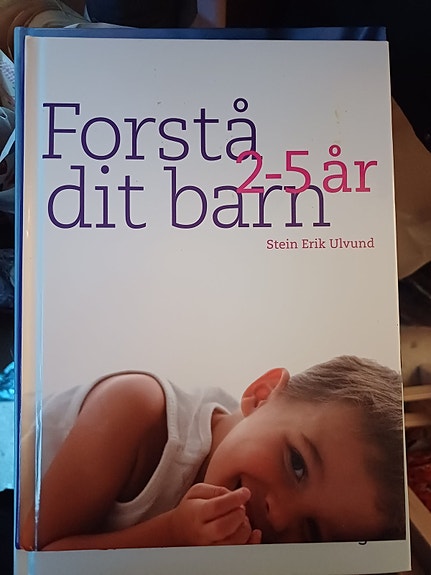 Forstå
2-5 år
dit barn
Stein Erik Ulvund